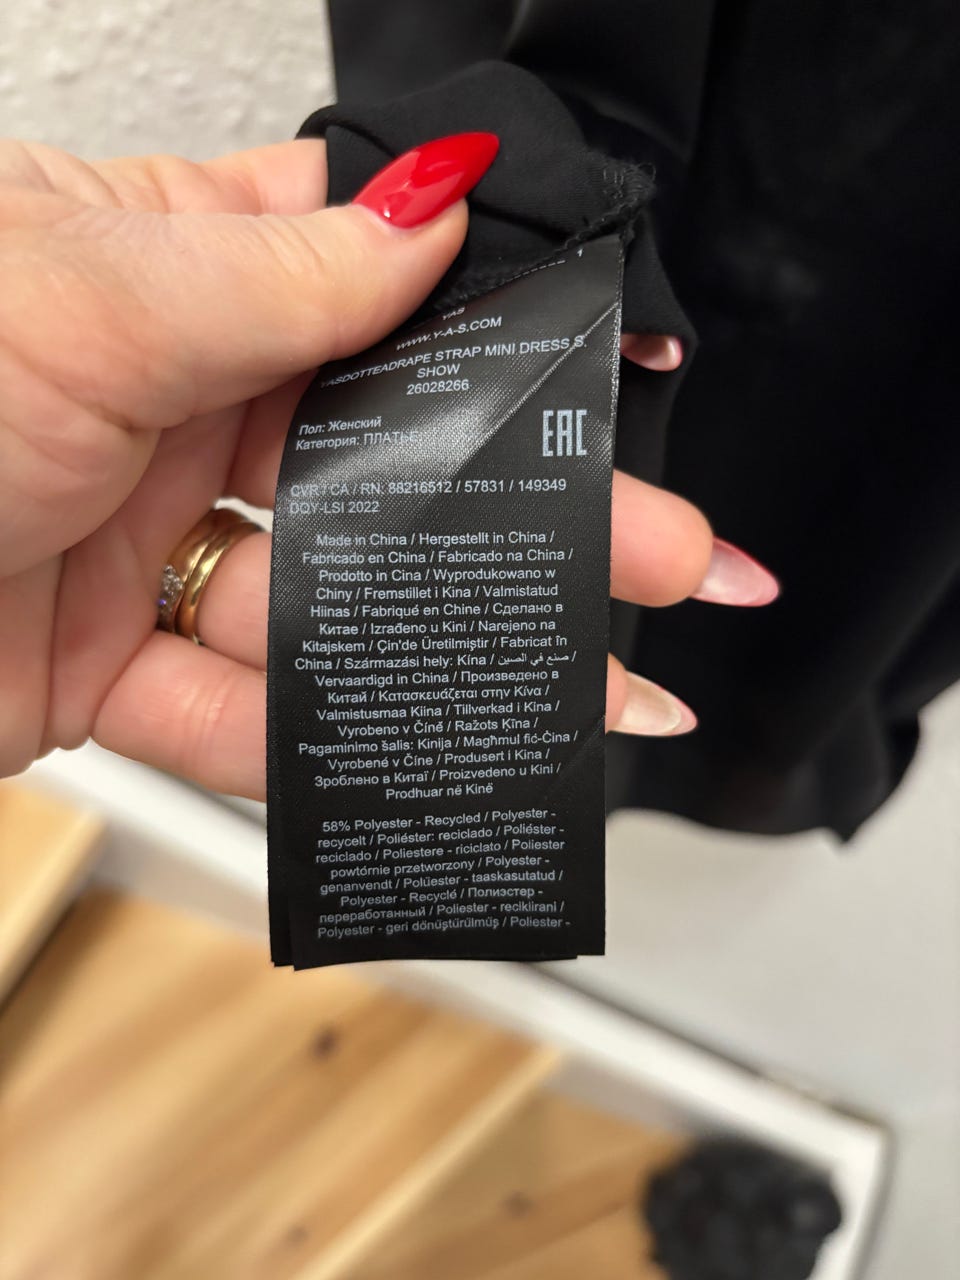 1
YAS
www.Y-A-S.COM
YASDOTTEADRAPE STRAP MINI DRESS S.
SHOW
26028266
Пол: Женский
Категория: ПЛАТЬЕ
EAC
CVR / CA / RN: 88216512 / 57831 / 149349
DQY-LSI 2022
Made in China / Hergestellt in China /
Fabricado en China / Fabricado na China /
Prodotto in Cina / Wyprodukowano w
Chiny / Fremstillet i Kina / Valmistatud
Hiinas / Fabriqué en Chine / Сделано в
Китае / Izrađeno u Kini / Narejeno na
Kitajskem / Çin'de Üretilmiştir / Fabricat în
China / Származási hely: Kína / صنع في الصين /
Vervaardigd in China / Произведено в
Китай / Κατασκευάζεται στην Κίνα /
Valmistusmaa Kiina / Tillverkad i Kina /
Vyrobeno v Číně / Ražots Ķīna /
Pagaminimo šalis: Kinija / Magħmul fiċ-Ċina /
Vyrobené v Číne / Produsert i Kina /
Зроблено в Китаї / Proizvedeno u Kini /
Prodhuar në Kinë
58% Polyester - Recycled / Polyester -
recycelt / Poliéster: reciclado / Poliéster -
reciclado / Poliestere - riciclato / Poliester
powtórnie przetworzony / Polyester -
genanvendt / Polüester - taaskasutatud /
Polyester - Recyclé / Полиэстер -
переработанный / Poliester - reciklirani /
Polyester - geri dönüştürülmüş / Poliester -